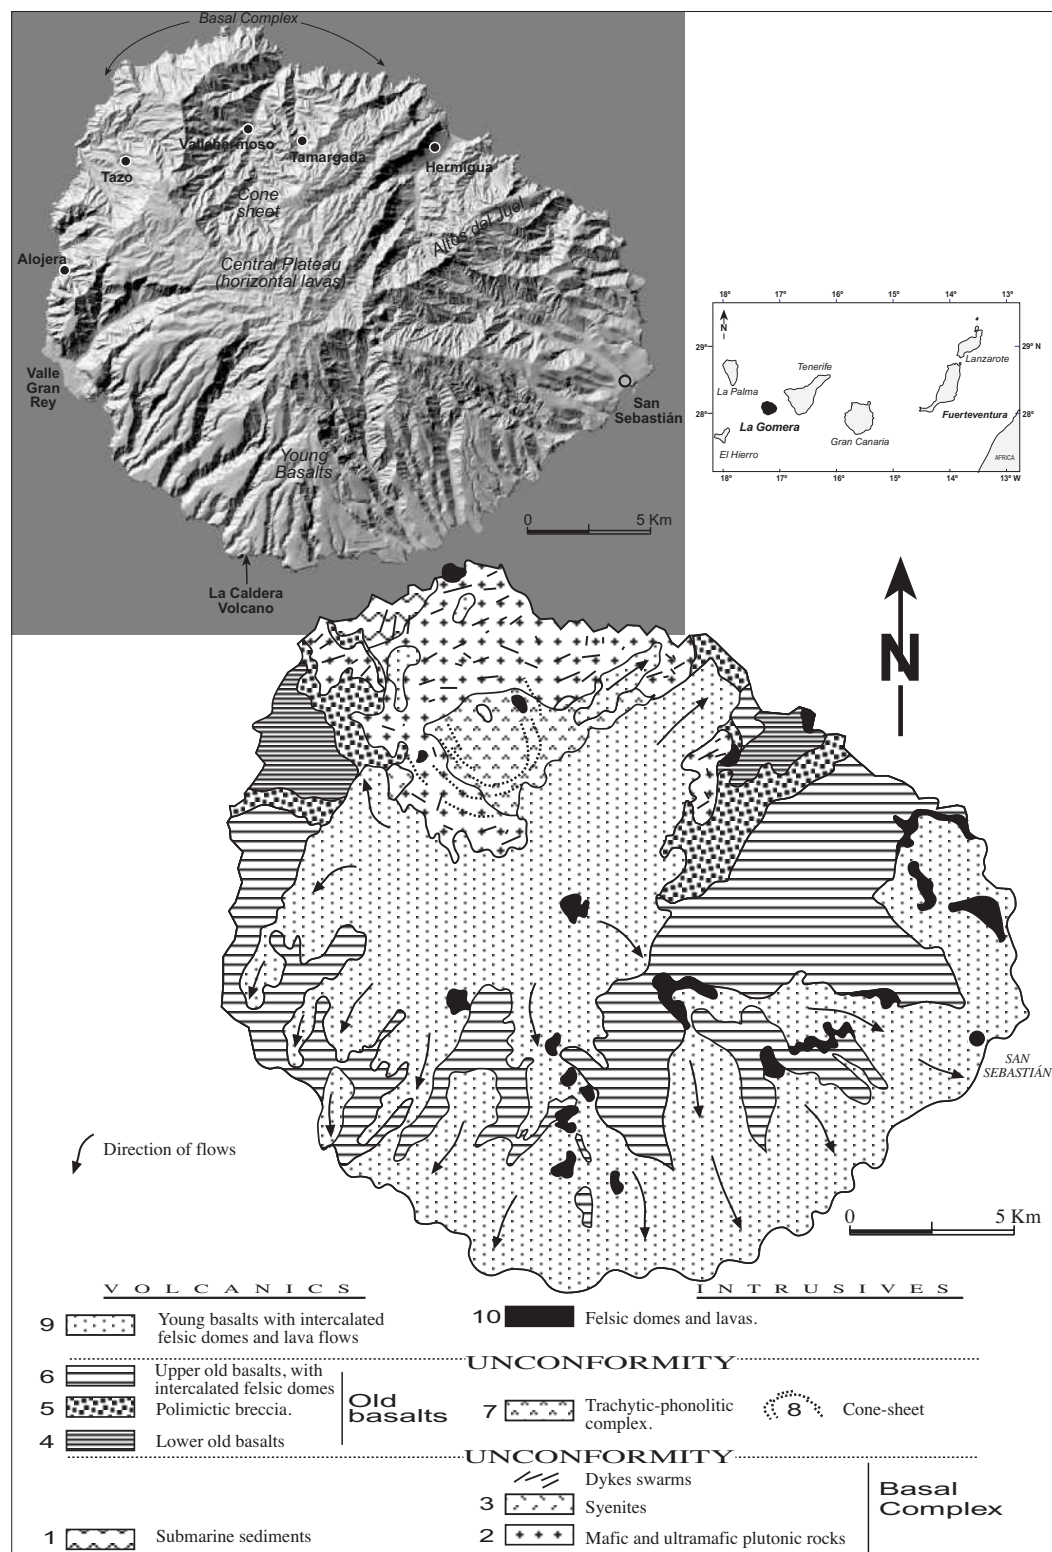 Basal Complex
Vallehermoso
Tamargada
Hermigua
Tazo
Cone
sheet
Altos del Juel
Alojera
Central Plateau
(horizontal lavas)
Valle
Gran
Rey
San
Sebastián
Young
Basalts
0 5 Km
La Caldera
Volcano
18° 17° 16° 15° 14° 13°
N
29° 29° N
Lanzarote
Tenerife
La Palma
28° 28°
La Gomera
Fuerteventura
Gran Canaria
El Hierro
AFRICA
18° 17° 16° 15° 14° 13° W
N
SAN
SEBASTIÁN
Direction of flows
0 5 Km
VOLCANICS INTRUSIVES
9 Young basalts with intercalated
felsic domes and lava flows
10 Felsic domes and lavas.
UNCONFORMITY
6 Upper old basalts, with
intercalated felsic domes
5 Polimictic breccia.
4 Lower old basalts
Old
basalts
7 Trachytic-phonolitic
complex.
8 Cone-sheet
UNCONFORMITY
Dykes swarms
3 Syenites
2 Mafic and ultramafic plutonic rocks
1 Submarine sediments
Basal
Complex